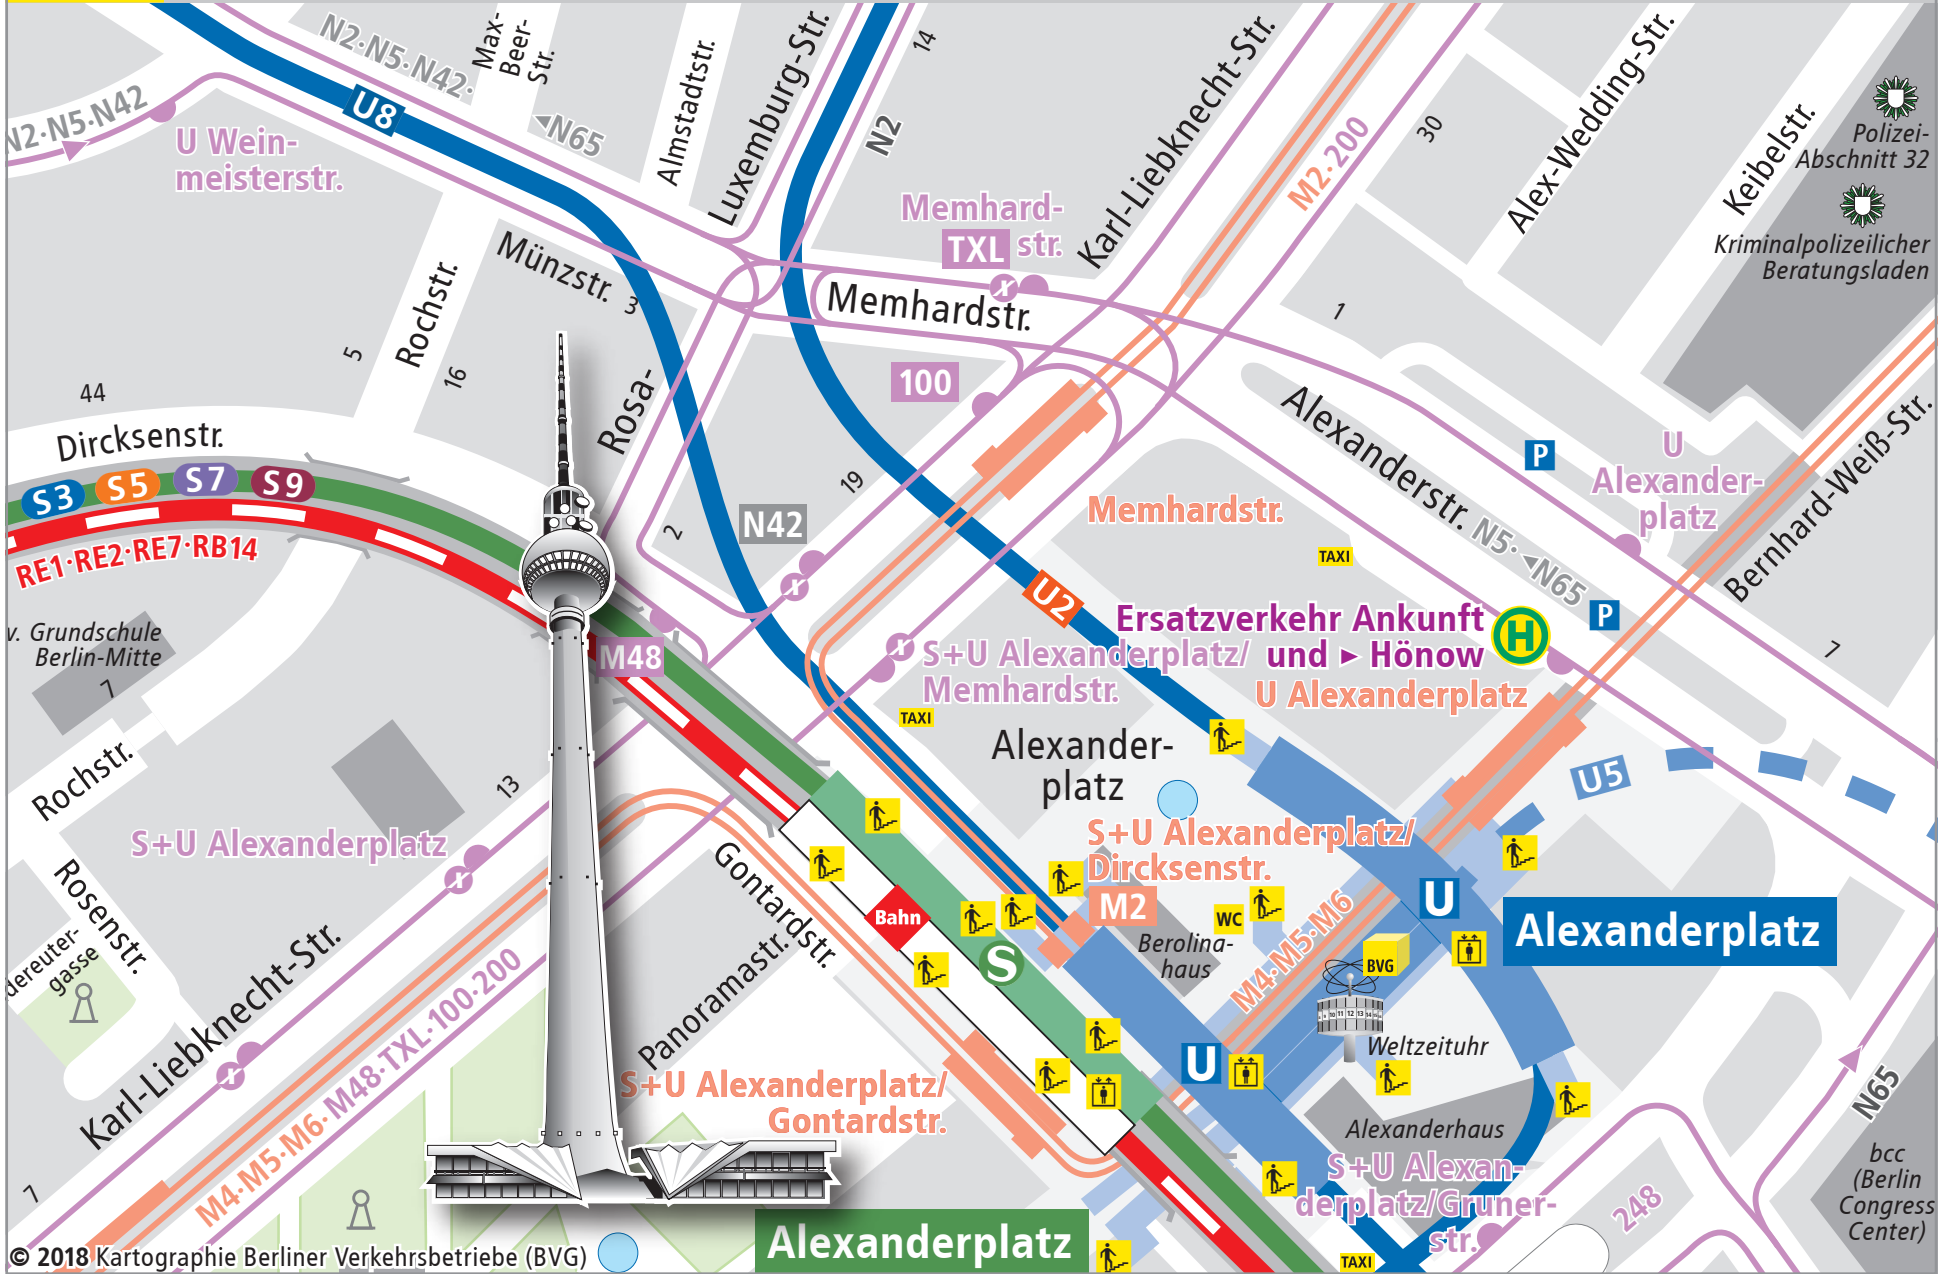 N2·N5·N42·
Max-
Beer-
Str.
Almstadtstr.
Luxemburg-Str.
14
N2
Karl-Liebknecht-Str.
M2·200
30
Alex-Wedding-Str.
Keibelstr.
Polizei-
Abschnitt 32
Kriminalpolizeilicher
Beratungsladen
N2·N5·N42
U8
N65
U Wein-
meisterstr.
Memhard-
TXL str.
Münzstr.
3
Memhardstr.
1
Rochstr.
5
16
44
Rosa-
100
Dircksenstr.
S3
S5
S7
S9
RE1·RE2·RE7·RB14
19
2
N42
Memhardstr.
Alexanderstr.
N5·
N65
P
U
Alexander-
platz
Bernhard-Weiß-Str.
TAXI
P
U2
Ersatzverkehr Ankunft
und ► Hönow
H
7
v. Grundschule
Berlin-Mitte
7
M48
S+U Alexanderplatz/
Memhardstr.
U Alexanderplatz
TAXI
Alexander-
platz
U5
Rochstr.
13
S+U Alexanderplatz
S+U Alexanderplatz/
Dircksenstr.
M2
Gontardstr.
Bahn
Rosenstr.
dereuter-
gasse
Karl-Liebknecht-Str.
M4·M5·M6·M48·TXL·100·200
Panoramastr.
S
Berolina-
haus
WC
M4·M5·M6
U
Alexanderplatz
BVG
10 11 12 13 14
Weltzeituhr
U
S+U Alexanderplatz/
Gontardstr.
Alexanderhaus
S+U Alexan-
derplatz/Gruner-
str.
248
N65
bcc
(Berlin
Congress
Center)
7
TAXI
Alexanderplatz
© 2018 Kartographie Berliner Verkehrsbetriebe (BVG)